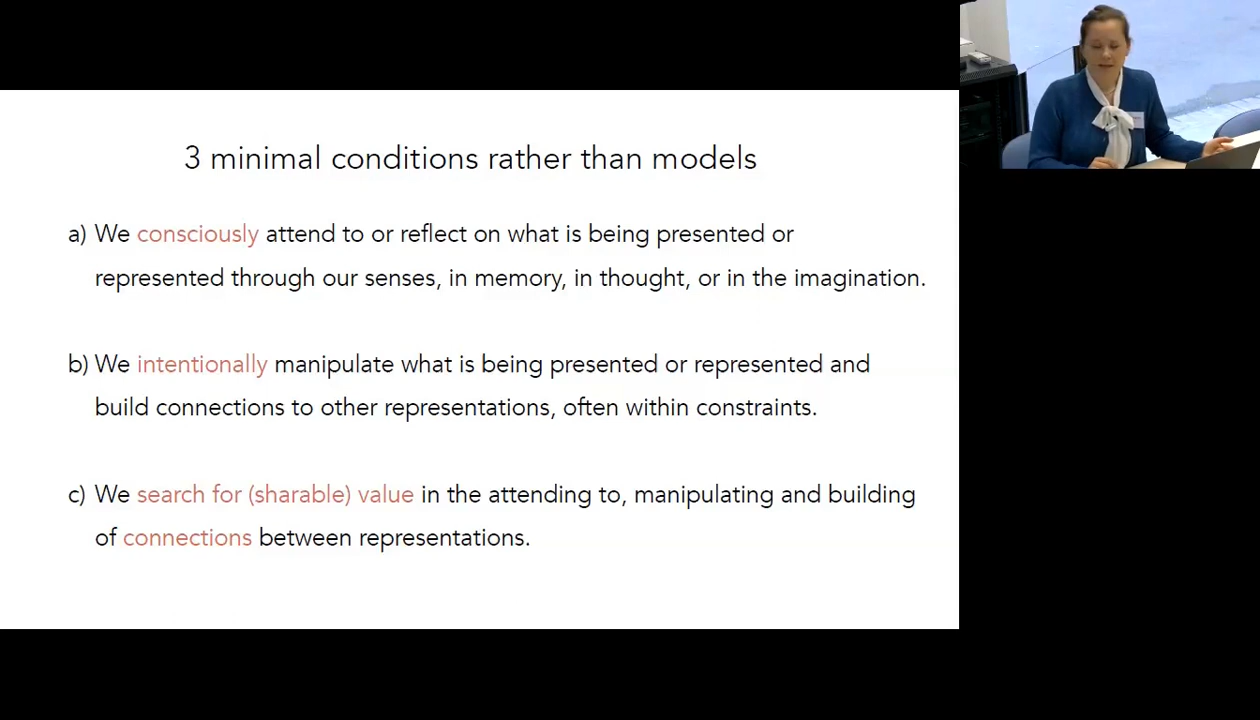 3 minimal conditions rather than models
a) We consciously attend to or reflect on what is being presented or
represented through our senses, in memory, in thought, or in the imagination.
b) We intentionally manipulate what is being presented or represented and
build connections to other representations, often within constraints.
c) We search for (sharable) value in the attending to, manipulating and building
of connections between representations.